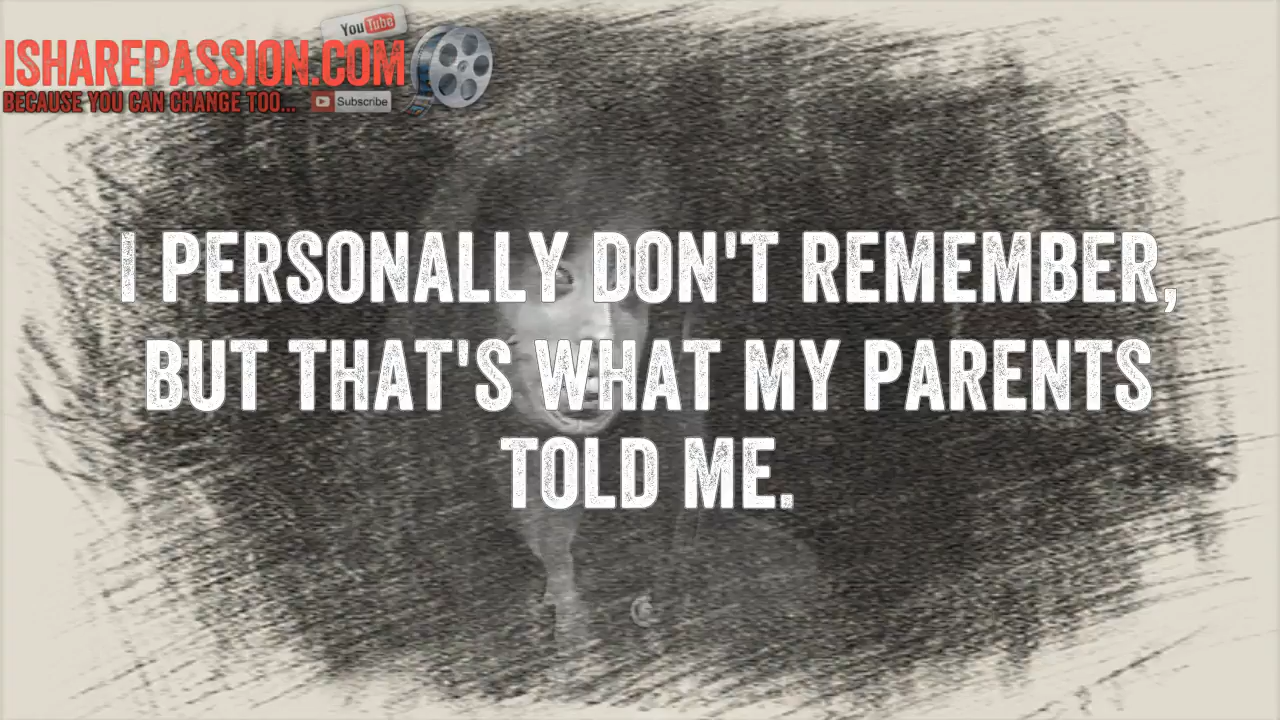 YouTube
ISHAREPASSION.COM
BECAUSE YOU CAN CHANGE TOO...
Subscribe
I PERSONALLY DON'T REMEMBER,
BUT THAT'S WHAT MY PARENTS
TOLD ME.